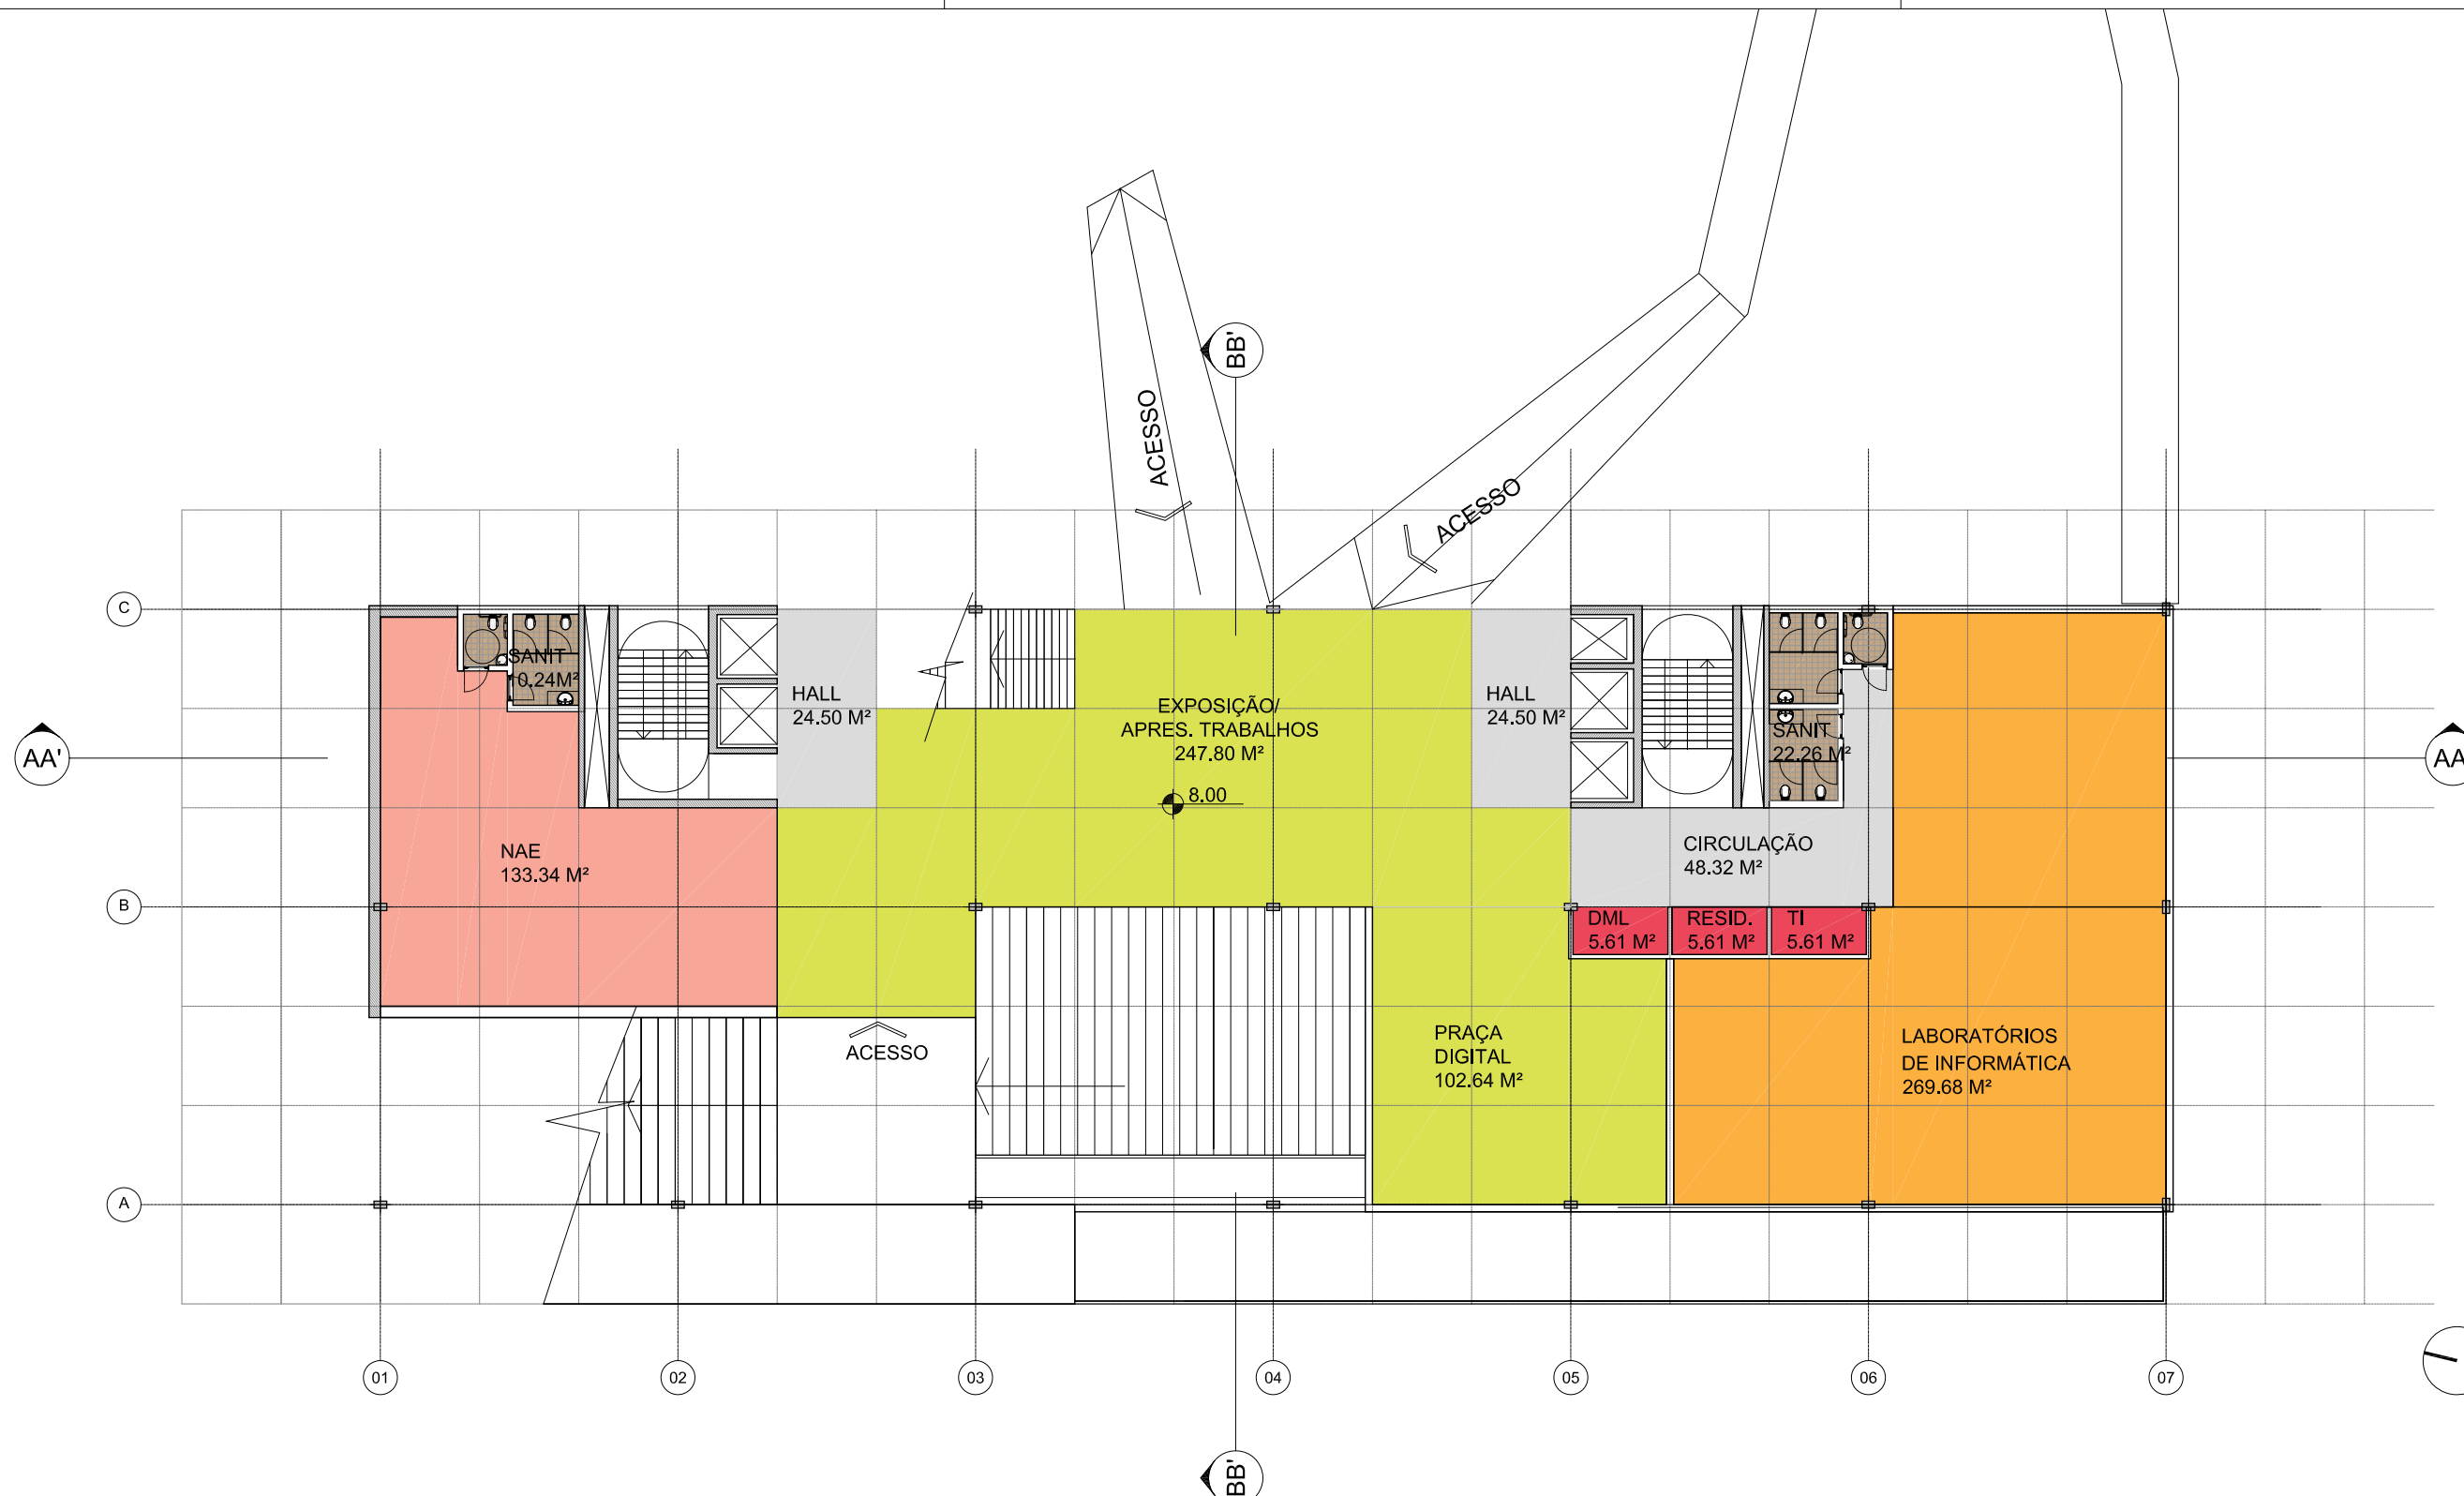 BB'
ACESSO
ACESSO
C
SANIT
10.24M²
HALL
24.50 M²
EXPOSIÇÃO/
APRES. TRABALHOS
247.80 M²
HALL
24.50 M²
SANIT
22.26 M²
AA'
AA
8.00
NAE
133.34 M²
CIRCULAÇÃO
48.32 M²
B
DML
5.61 M²
RESID.
5.61 M²
TI
5.61 M²
ACESSO
PRAÇA
DIGITAL
102.64 M²
LABORATÓRIOS
DE INFORMÁTICA
269.68 M²
A
01
02
03
04
05
06
07
BB'